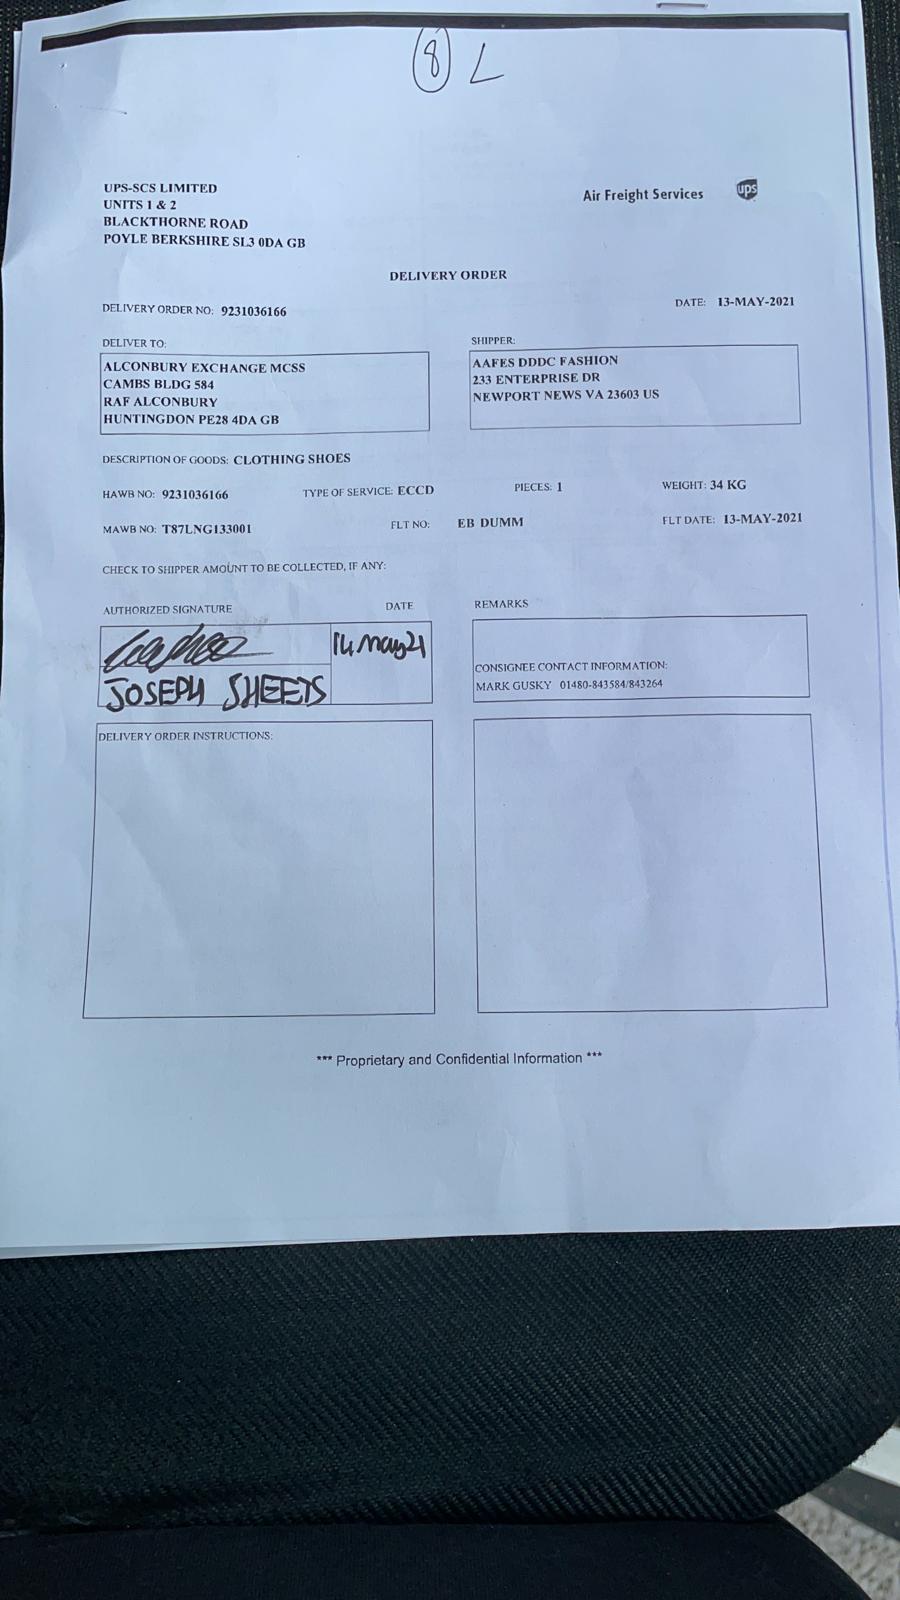 8 L
UPS-SCS LIMITED
UNITS 1 & 2
BLACKTHORNE ROAD
POYLE BERKSHIRE SL3 0DA GB
Air Freight Services ups
DELIVERY ORDER
DELIVERY ORDER NO: 9231036166
DATE: 13-MAY-2021
DELIVER TO:
ALCONBURY EXCHANGE MCSS
CAMBS BLDG 584
RAF ALCONBURY
HUNTINGDON PE28 4DA GB
SHIPPER:
AAFES DDDC FASHION
233 ENTERPRISE DR
NEWPORT NEWS VA 23603 US
DESCRIPTION OF GOODS: CLOTHING SHOES
HAWB NO: 9231036166 TYPE OF SERVICE: ECCD PIECES: 1 WEIGHT: 34 KG
MAWB NO: T87LNG133001 FLT NO: EB DUMM FLT DATE: 13-MAY-2021
CHECK TO SHIPPER AMOUNT TO BE COLLECTED, IF ANY:
AUTHORIZED SIGNATURE DATE
14 May 21
JOSEPH SHEETS
REMARKS
CONSIGNEE CONTACT INFORMATION:
MARK GUSKY 01480-843584/843264
DELIVERY ORDER INSTRUCTIONS:
*** Proprietary and Confidential Information ***